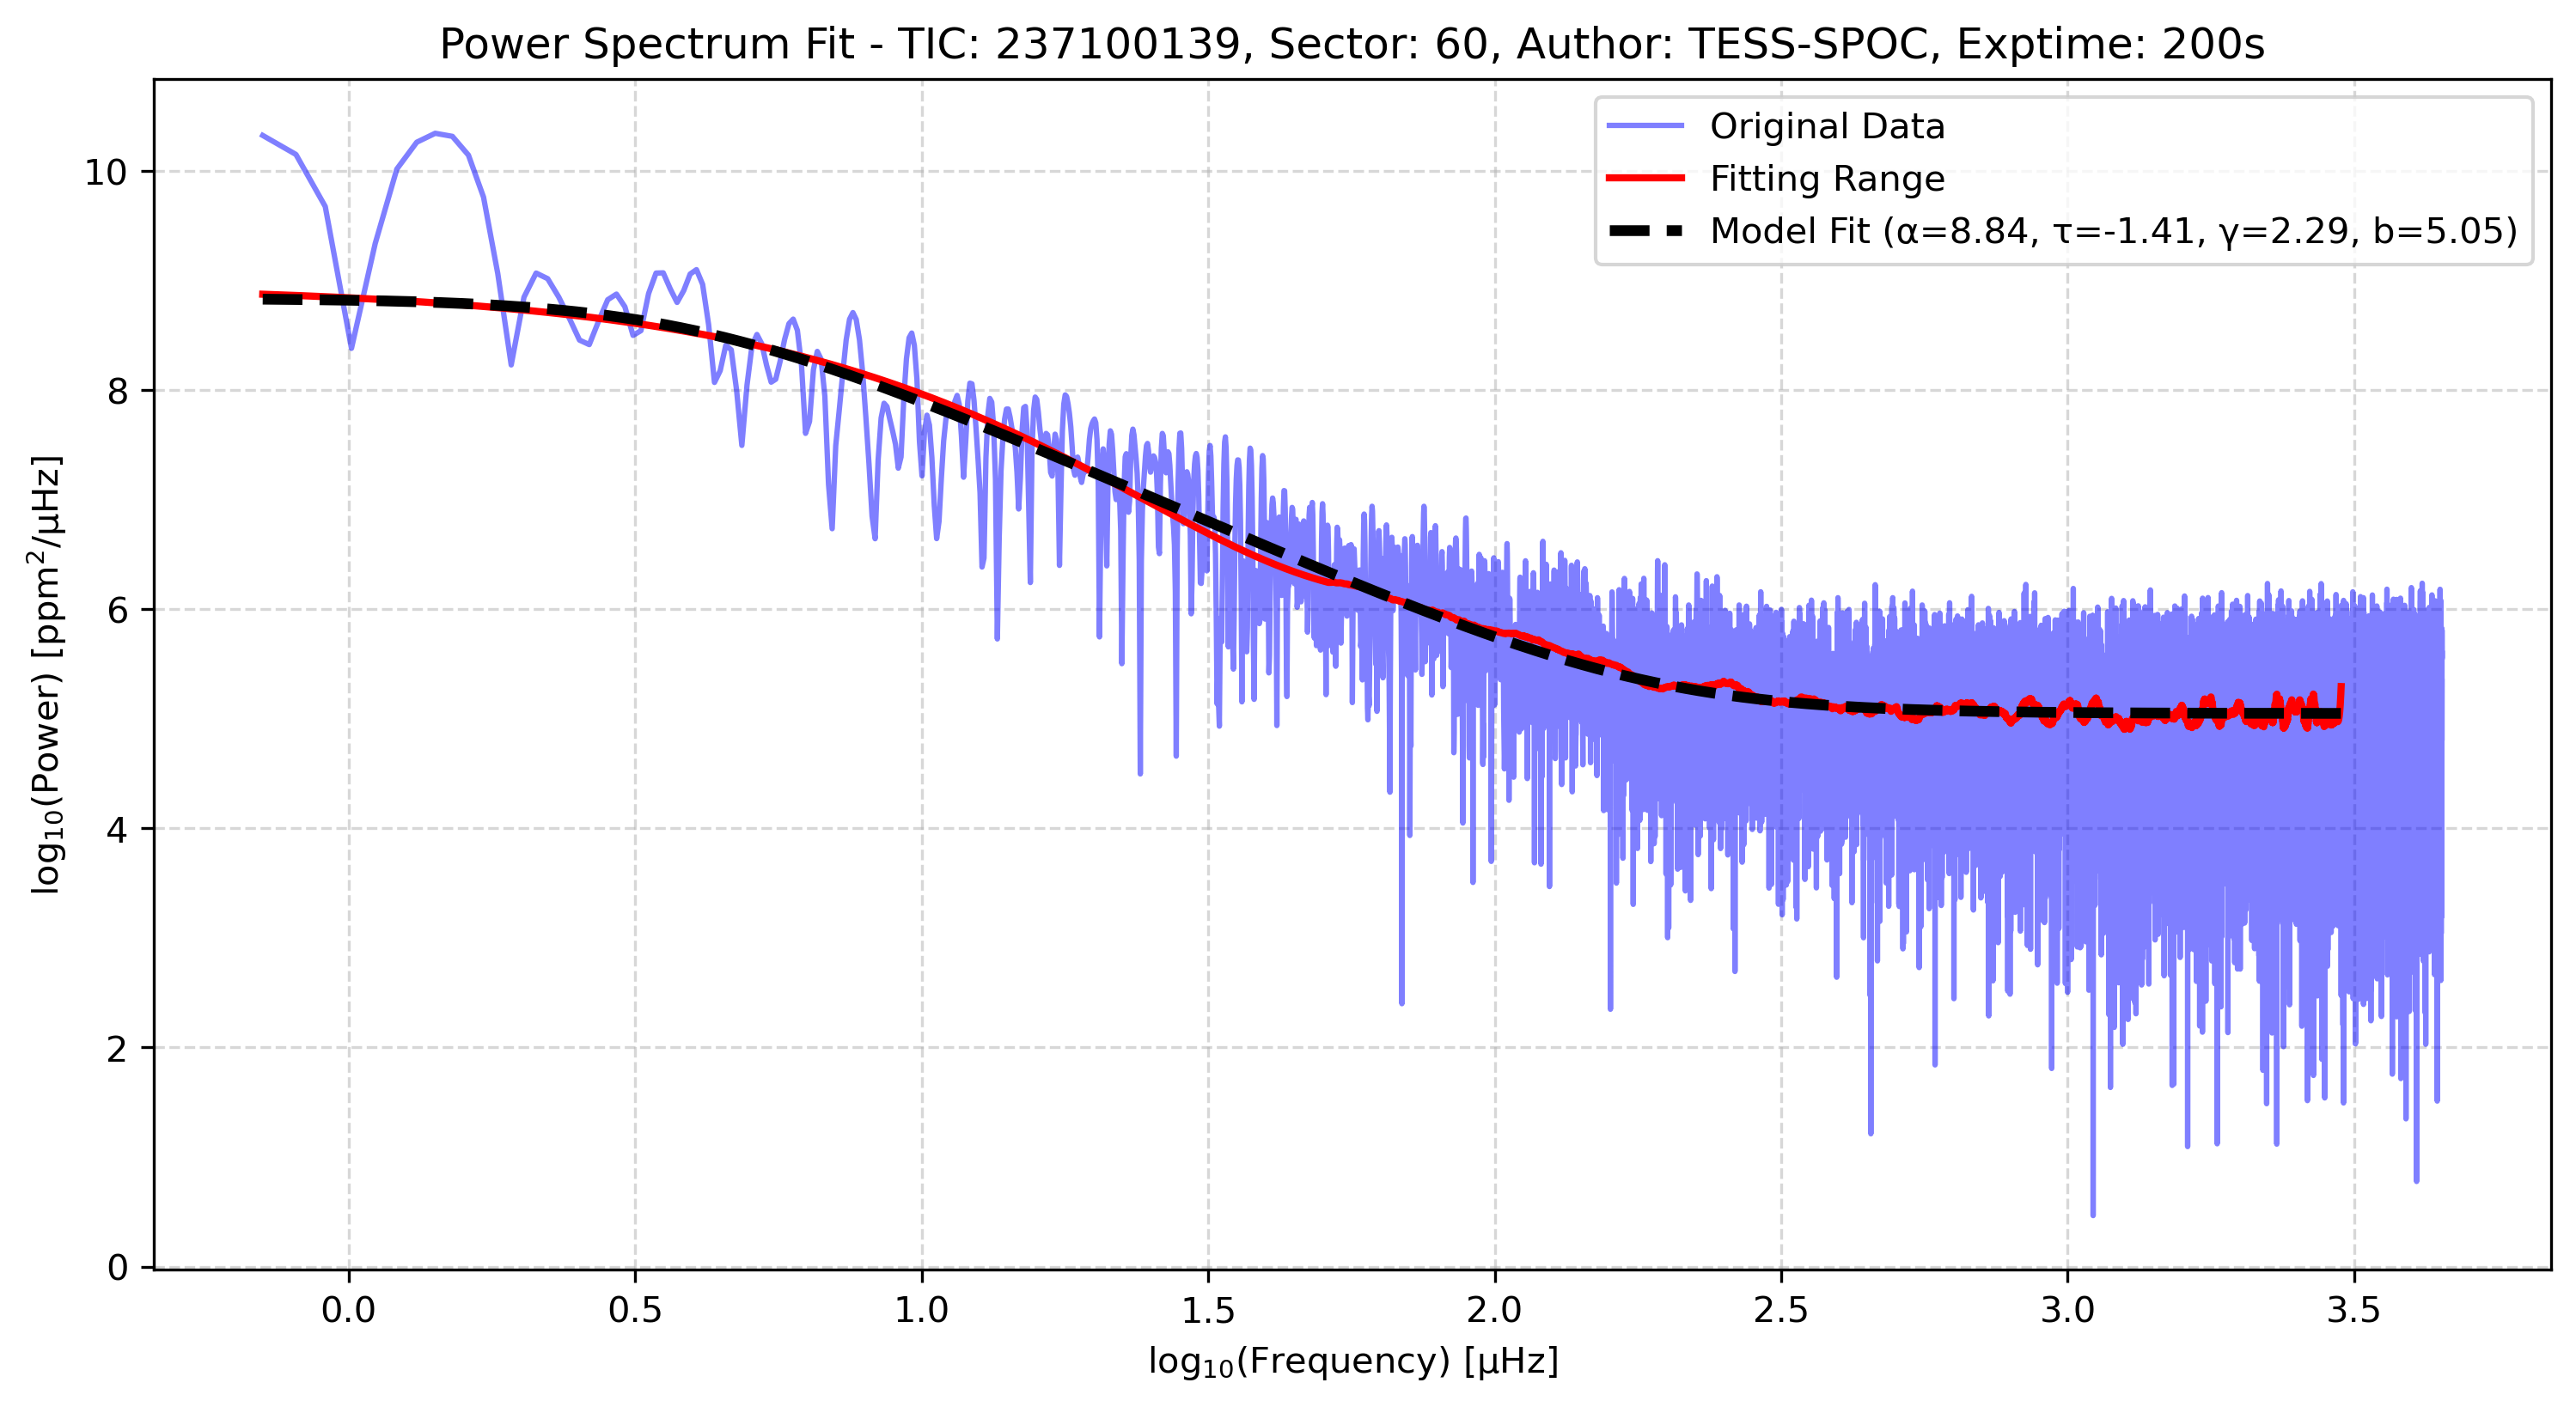 Power Spectrum Fit - TIC: 237100139, Sector: 60, Author: TESS-SPOC, Exptime: 200s
Original Data
Fitting Range
Model Fit (α=8.84, τ=-1.41, γ=2.29, b=5.05)
log₁₀(Power) [ppm²/μHz]
10
8
6
4
2
0
0.0 0.5 1.0 1.5 2.0 2.5 3.0 3.5
log₁₀(Frequency) [μHz]